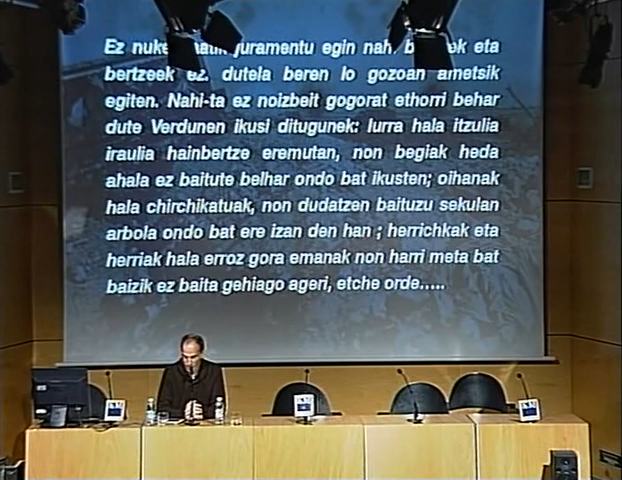 Ez nuke juramentu egin nahi eta
bertzeek ez. dutela beren lo gozoan ametsik
egiten. Nahi-ta ez noizbeit gogorat ethorri behar
dute Verdunen ikusi ditugunek: lurra hala itzulia
iraulia hainbertze eremutan, non begiak heda
ahala ez baitute belhar ondo bat ikusten; oihanak
hala chirchikatuak, non dudatzen baituzu sekulan
arbola ondo bat ere izan den han ; herrichkak eta
herriak hala erroz gora emanak non harri meta bat
baizik ez baita gehiago ageri, etche orde.....